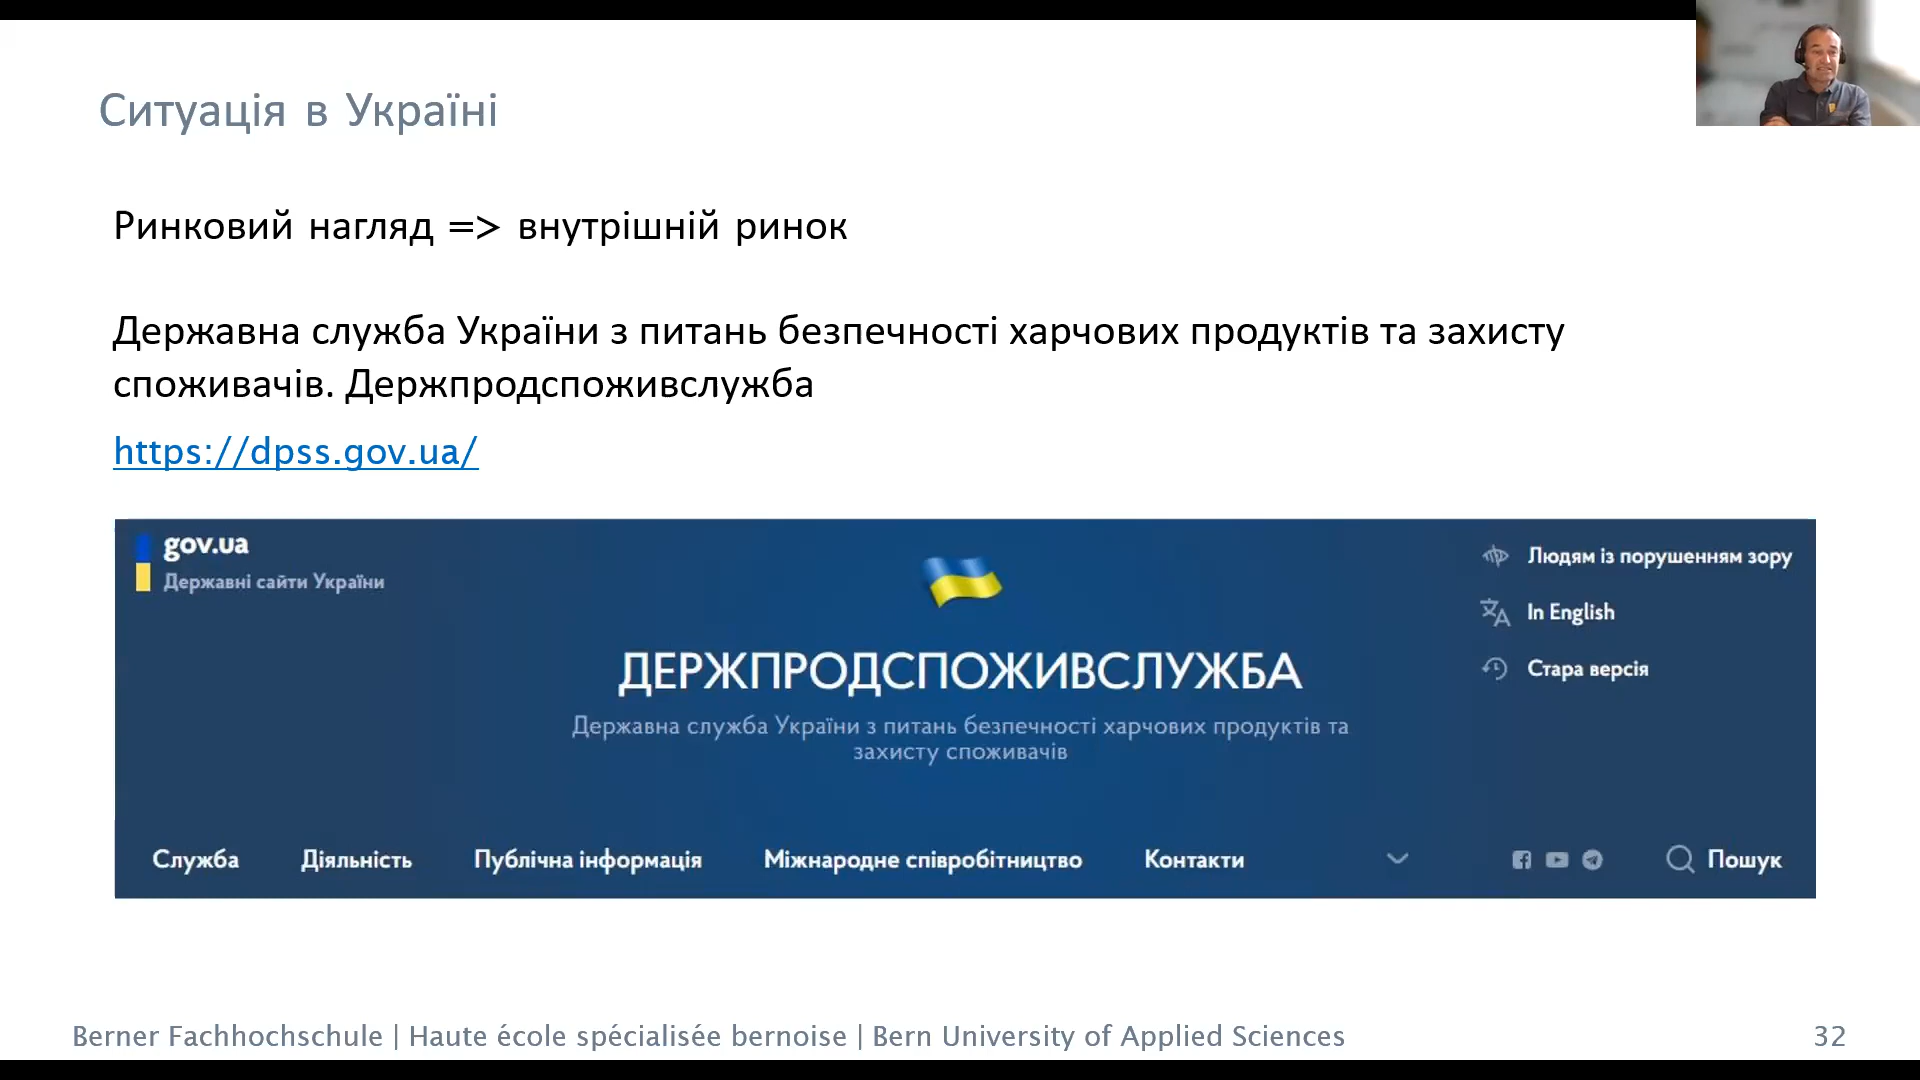 Ситуація в Україні
Ринковий нагляд => внутрішній ринок
Державна служба України з питань безпечності харчових продуктів та захисту
споживачів. Держпродспоживслужба
https://dpss.gov.ua/
gov.ua
Державні сайти України
Людям із порушенням зору
In English
Стара версія
ДЕРЖПРОДСПОЖИВСЛУЖБА
Державна служба України з питань безпечності харчових продуктів та
захисту споживачів
Служба Діяльність Публічна інформація Міжнародне співробітництво Контакти Пошук
Berner Fachhochschule | Haute école spécialisée bernoise | Bern University of Applied Sciences 32